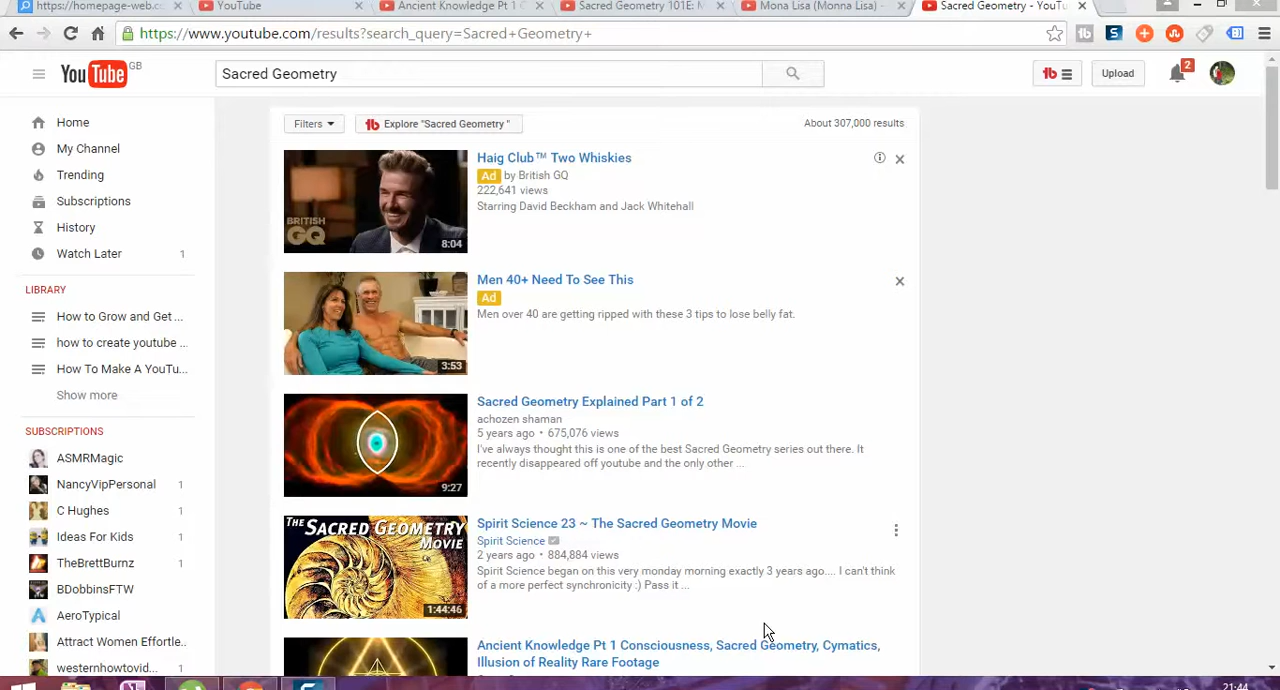 https://homepage-web.c
YouTube
Ancient Knowledge Pt 1
Sacred Geometry 101E:
Mona Lisa (Monna Lisa) -
Sacred Geometry - YouTu
https://www.youtube.com/results?search_query=Sacred+Geometry+
YouTube GB
Sacred Geometry
Upload
2
Home
My Channel
Trending
Subscriptions
History
Watch Later 1
LIBRARY
How to Grow and Get ...
how to create youtube ...
How To Make A YouTu...
Show more
SUBSCRIPTIONS
ASMRMagic
NancyVipPersonal 1
C Hughes 1
Ideas For Kids 1
TheBrettBurnz 1
BDobbinsFTW 1
AeroTypical 1
Attract Women Effortle..
westernhowtovid... 1
Filters
Explore "Sacred Geometry "
About 307,000 results
BRITISH
GQ
8:04
Haig Club™ Two Whiskies
Ad by British GQ
222,641 views
Starring David Beckham and Jack Whitehall
3:53
Men 40+ Need To See This
Ad
Men over 40 are getting ripped with these 3 tips to lose belly fat.
9:27
Sacred Geometry Explained Part 1 of 2
achozen shaman
5 years ago • 675,076 views
I've always thought this is one of the best Sacred Geometry series out there. It
recently disappeared off youtube and the only other ...
THE SACRED GEOMETRY
MOVIE
1:44:46
Spirit Science 23 ~ The Sacred Geometry Movie
Spirit Science
2 years ago • 884,884 views
Spirit Science began on this very monday morning exactly 3 years ago.... I can't think
of a more perfect synchronicity :) Pass it ...
Ancient Knowledge Pt 1 Consciousness, Sacred Geometry, Cymatics,
Illusion of Reality Rare Footage
21:44